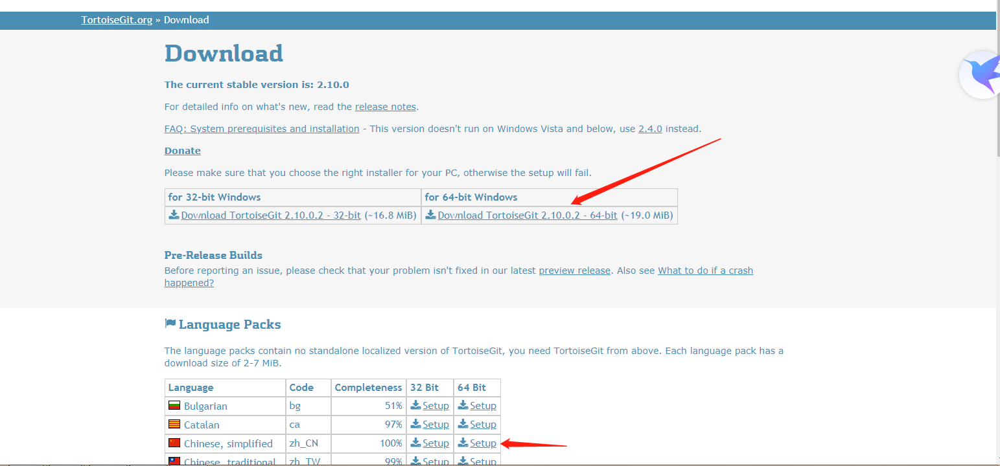 TortoiseGit.org » Download
Download
The current stable version is: 2.10.0
For detailed info on what's new, read the release notes.
FAQ: System prerequisites and installation - This version doesn't run on Windows Vista and below, use 2.4.0 instead.
Donate
Please make sure that you choose the right installer for your PC, otherwise the setup will fail.
for 32-bit Windows for 64-bit Windows
Download TortoiseGit 2.10.0.2 - 32-bit (~16.8 MiB) Download TortoiseGit 2.10.0.2 - 64-bit (~19.0 MiB)
Pre-Release Builds
Before reporting an issue, please check that your problem isn't fixed in our latest preview release. Also see What to do if a crash
happened?
Language Packs
The language packs contain no standalone localized version of TortoiseGit, you need TortoiseGit from above. Each language pack has a
download size of 2-7 MiB.
Language Code Completeness 32 Bit 64 Bit
Bulgarian bg 51% Setup Setup
Catalan ca 97% Setup Setup
Chinese, simplified zh_CN 100% Setup Setup
Chinese, traditional zh_TW 99% Setup Setup